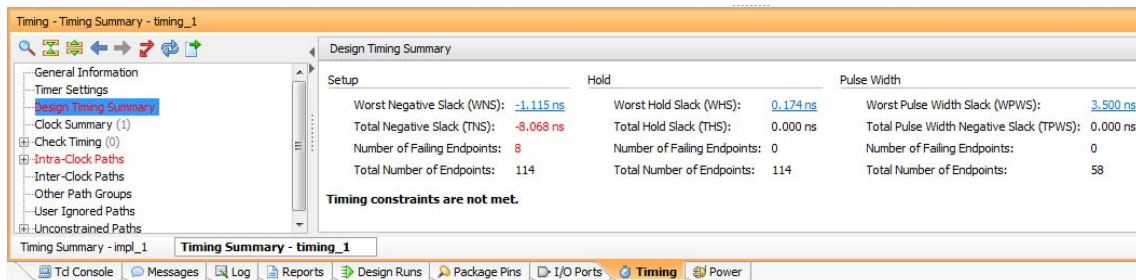 Timing - Timing Summary - timing_1
Design Timing Summary
General Information
Timer Settings
Design Timing Summary
Clock Summary (1)
Check Timing (0)
Intra-Clock Paths
Inter-Clock Paths
Other Path Groups
User Ignored Paths
Unconstrained Paths
Setup Hold Pulse Width
Worst Negative Slack (WNS): -1.115 ns Worst Hold Slack (WHS): 0.174 ns Worst Pulse Width Slack (WPWS): 3.500 ns
Total Negative Slack (TNS): -8.068 ns Total Hold Slack (THS): 0.000 ns Total Pulse Width Negative Slack (TPWS): 0.000 ns
Number of Failing Endpoints: 8 Number of Failing Endpoints: 0 Number of Failing Endpoints: 0
Total Number of Endpoints: 114 Total Number of Endpoints: 114 Total Number of Endpoints: 58
Timing constraints are not met.
Timing Summary - impl_1 Timing Summary - timing_1
Tcl Console Messages Log Reports Design Runs Package Pins I/O Ports Timing Power